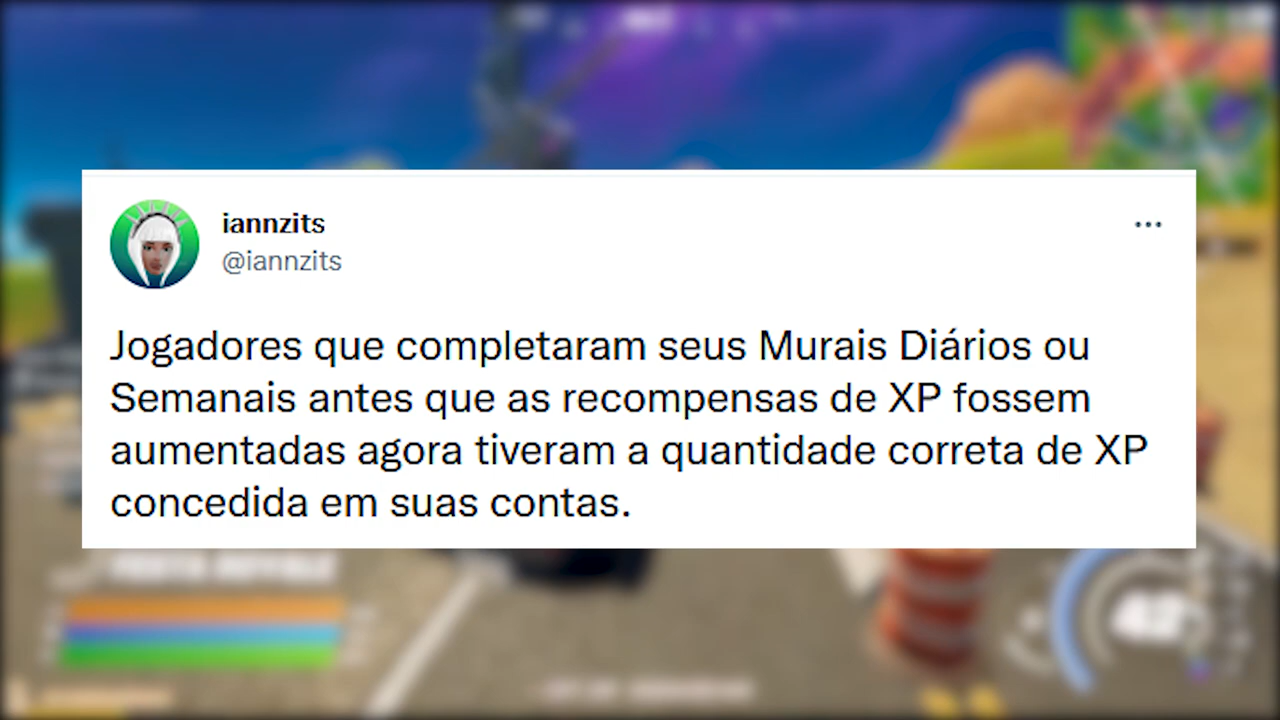 iannzits
@iannzits
Jogadores que completaram seus Murais Diários ou
Semanais antes que as recompensas de XP fossem
aumentadas agora tiveram a quantidade correta de XP
concedida em suas contas.